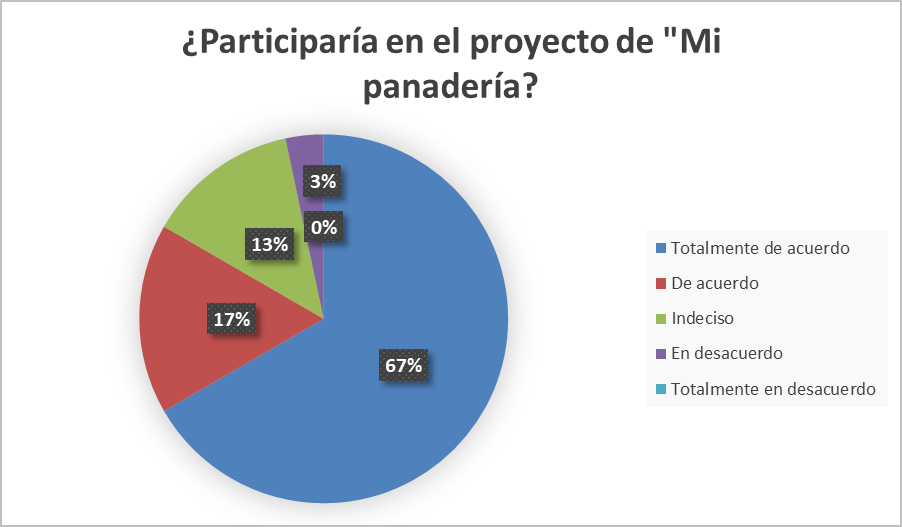 ¿Participaría en el proyecto de "Mi
panadería?
3%
0%
13%
17%
67%
Totalmente de acuerdo
De acuerdo
Indeciso
En desacuerdo
Totalmente en desacuerdo